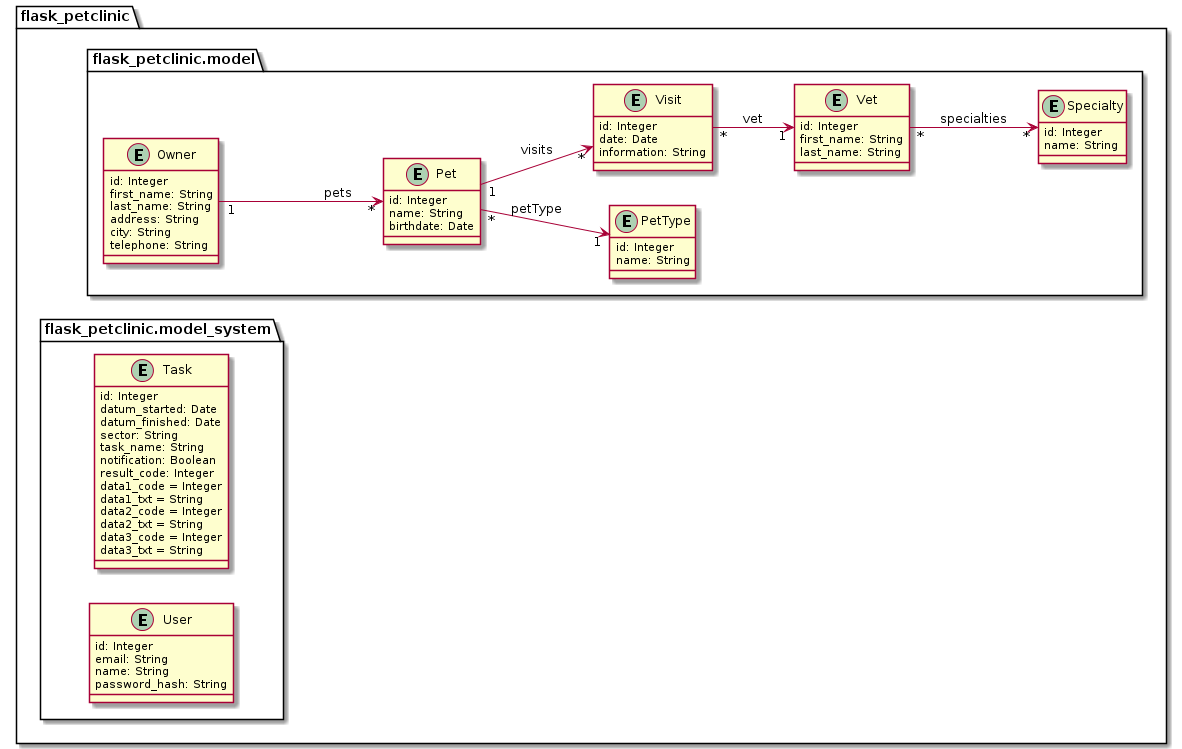 flask_petclinic
flask_petclinic.model
E Owner
id: Integer
first_name: String
last_name: String
address: String
city: String
telephone: String
pets
1
*
E Pet
id: Integer
name: String
birthdate: Date
visits
1
*
petType
*
1
E Visit
id: Integer
date: Date
information: String
E PetType
id: Integer
name: String
vet
*
1
E Vet
id: Integer
first_name: String
last_name: String
specialties
*
*
E Specialty
id: Integer
name: String
flask_petclinic.model_system
E Task
id: Integer
datum_started: Date
datum_finished: Date
sector: String
task_name: String
notification: Boolean
result_code: Integer
data1_code = Integer
data1_txt = String
data2_code = Integer
data2_txt = String
data3_code = Integer
data3_txt = String
E User
id: Integer
email: String
name: String
password_hash: String